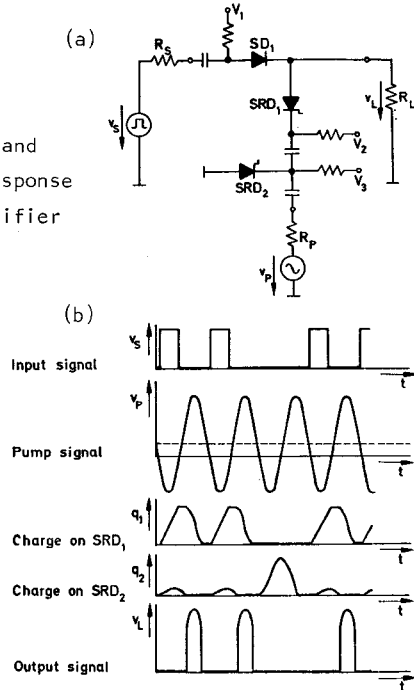 (a)
V1
RS
SD1
vS
SRD1
vL
RL
and
sponse
ifier
V2
SRD2
V3
RP
vP
(b)
vS
Input signal
t
vP
Pump signal
t
q1
Charge on SRD1
t
q2
Charge on SRD2
t
vL
Output signal
t